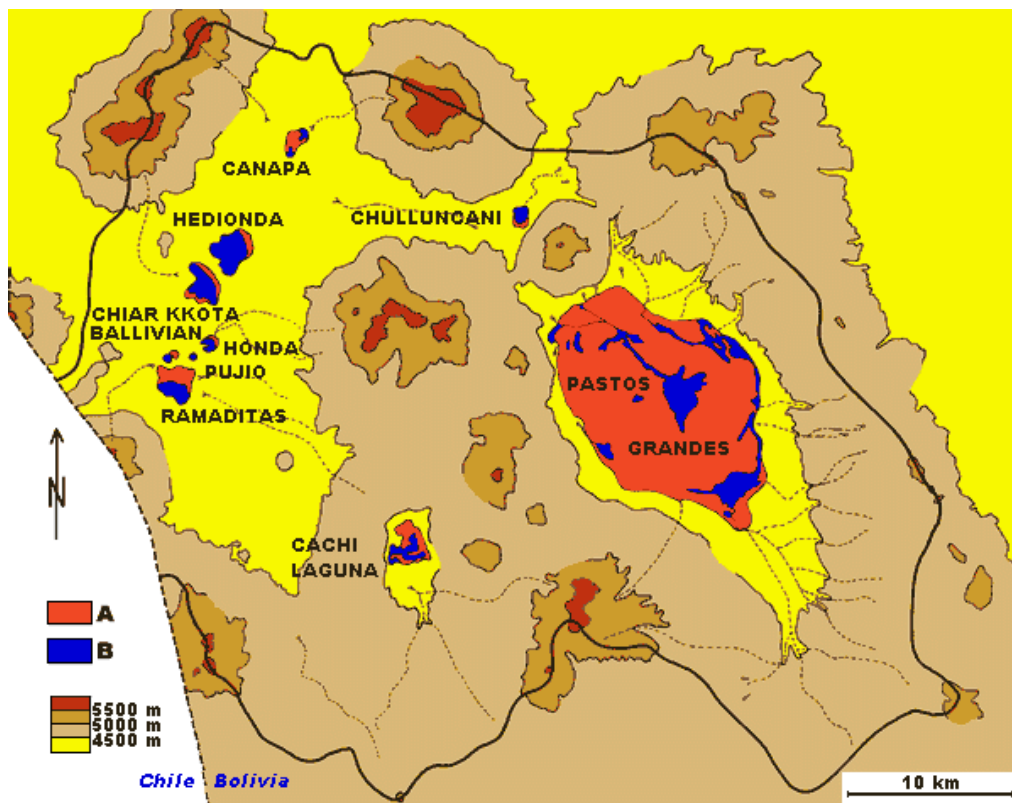 CANAPA
HEDIONDA
CHULLUNCANI
CHIAR KKOTA
BALLIVIAN
HONDA
PUJIO
RAMADITAS
PASTOS
GRANDES
N
CACHI
LAGUNA
A
B
5500 m
5000 m
4500 m
Chile Bolivia
10 km